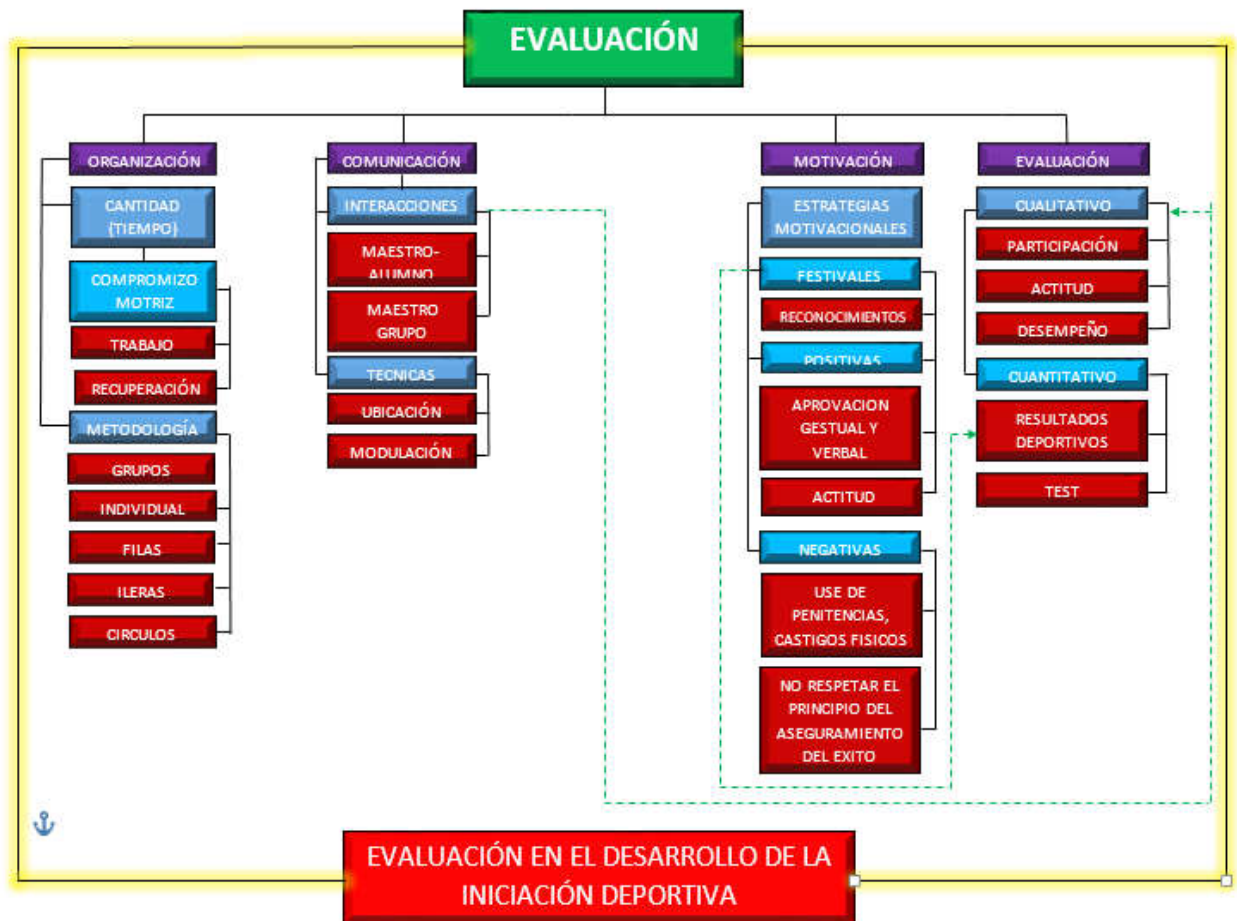 EVALUACIÓN
ORGANIZACIÓN
CANTIDAD
(TIEMPO)
COMPROMIZO
MOTRIZ
TRABAJO
RECUPERACIÓN
METODOLOGÍA
GRUPOS
INDIVIDUAL
FILAS
ILERAS
CIRCULOS
COMUNICACIÓN
INTERACCIONES
MAESTRO-
ALUMNO
MAESTRO
GRUPO
TECNICAS
UBICACIÓN
MODULACIÓN
MOTIVACIÓN
ESTRATEGIAS
MOTIVACIONALES
FESTIVALES
RECONOCIMIENTOS
POSITIVAS
APROVACION
GESTUAL Y
VERBAL
ACTITUD
NEGATIVAS
USE DE
PENITENCIAS,
CASTIGOS FISICOS
NO RESPETAR EL
PRINCIPIO DEL
ASEGURAMIENTO
DEL EXITO
EVALUACIÓN
CUALITATIVO
PARTICIPACIÓN
ACTITUD
DESEMPEÑO
CUANTITATIVO
RESULTADOS
DEPORTIVOS
TEST
EVALUACIÓN EN EL DESARROLLO DE LA
INICIACIÓN DEPORTIVA